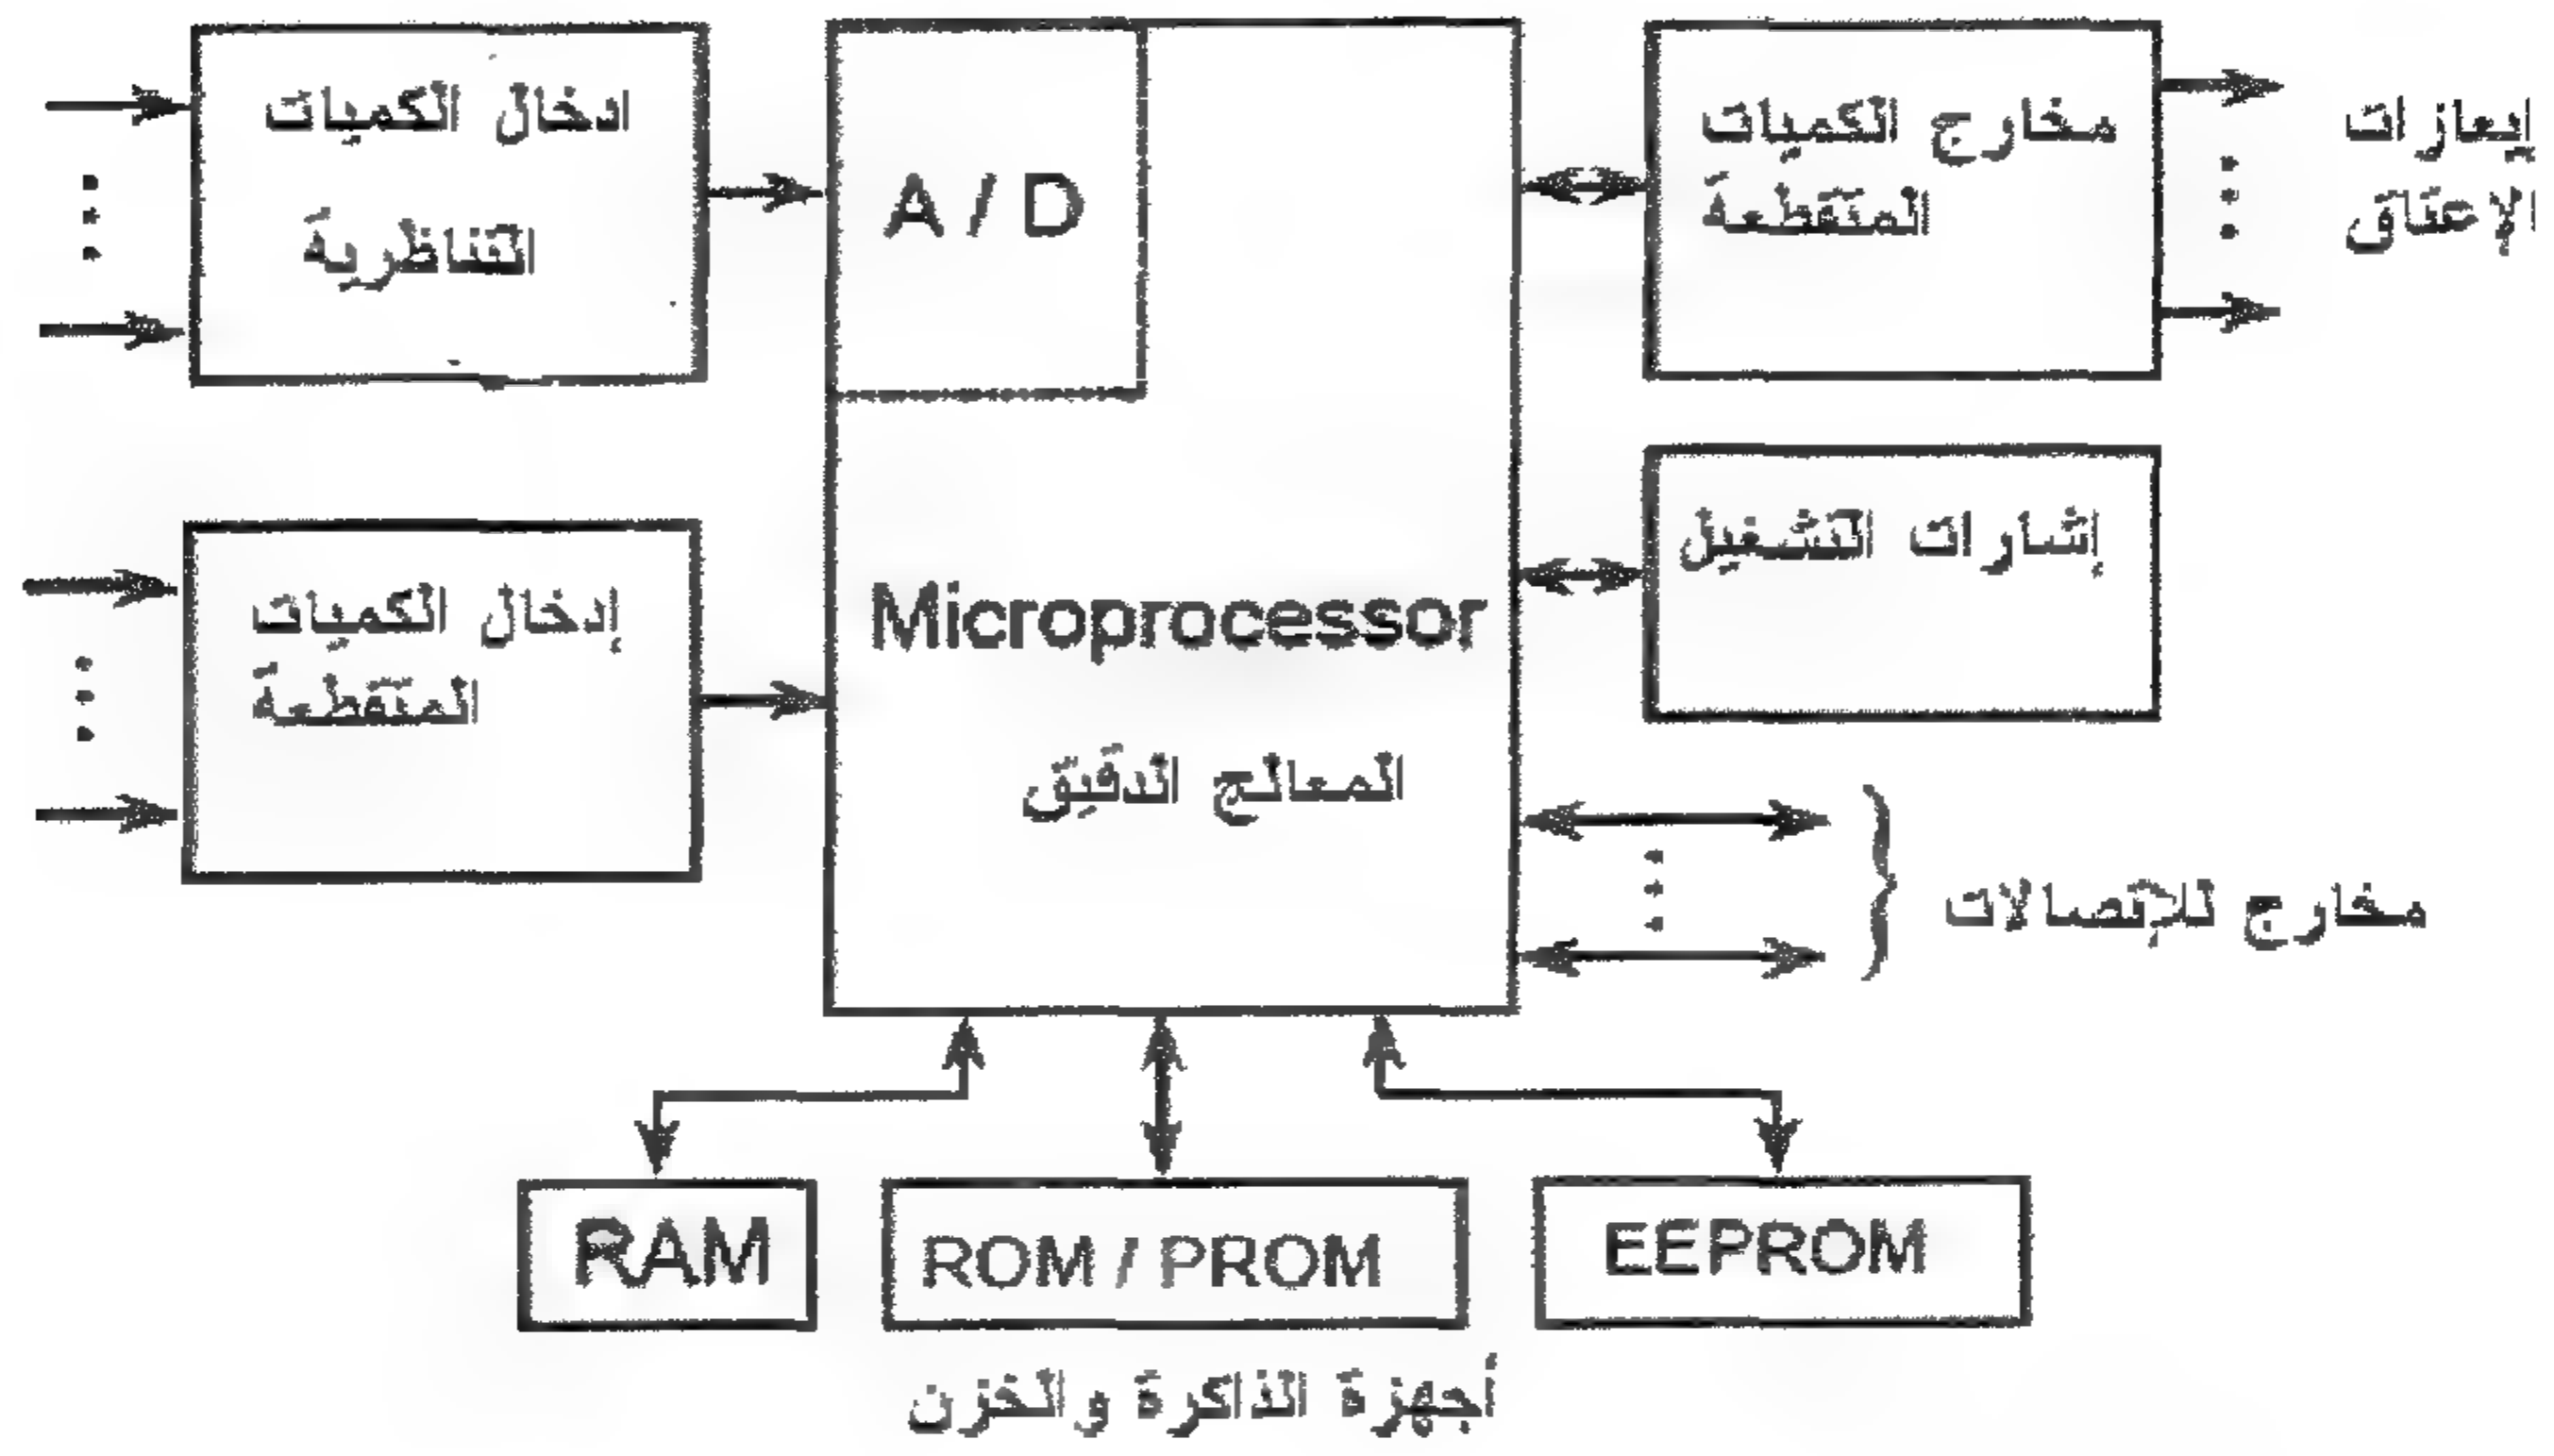 ادخال الكميات
التناظرية
A / D
مخارج الكميات
المتقطعة
إيعازات
الإعتاق
إدخال الكميات
المتقطعة
Microprocessor
المعالج الدقيق
إشارات التشغيل
مخارج للإتصالات
RAM
ROM / PROM
EEPROM
أجهزة الذاكرة والخزن